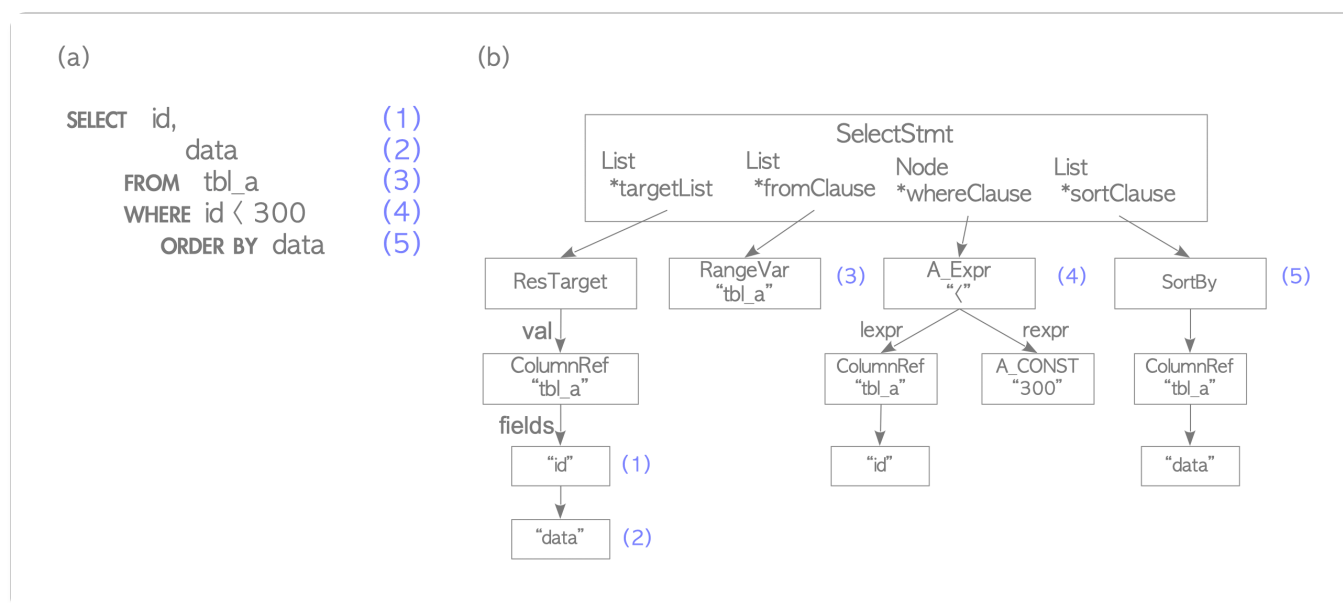 (a)
SELECT id, (1)
data (2)
FROM tbl_a (3)
WHERE id < 300 (4)
ORDER BY data (5)
(b)
SelectStmt
List *targetList
List *fromClause
Node *whereClause
List *sortClause
ResTarget
RangeVar
“tbl_a”
(3)
A_Expr
“<”
(4)
SortBy
(5)
val
lexpr
rexpr
ColumnRef
“tbl_a”
ColumnRef
“tbl_a”
A_CONST
“300”
ColumnRef
“tbl_a”
fields
“id”
(1)
“id”
“data”
“data”
(2)